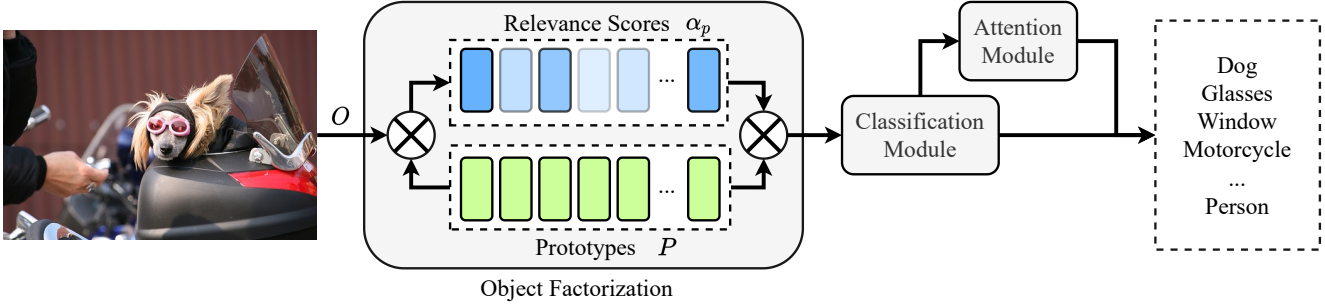 Relevance Scores α_p
...
O
...
Prototypes P
Object Factorization
Classification
Module
Attention
Module
Dog
Glasses
Window
Motorcycle
...
Person